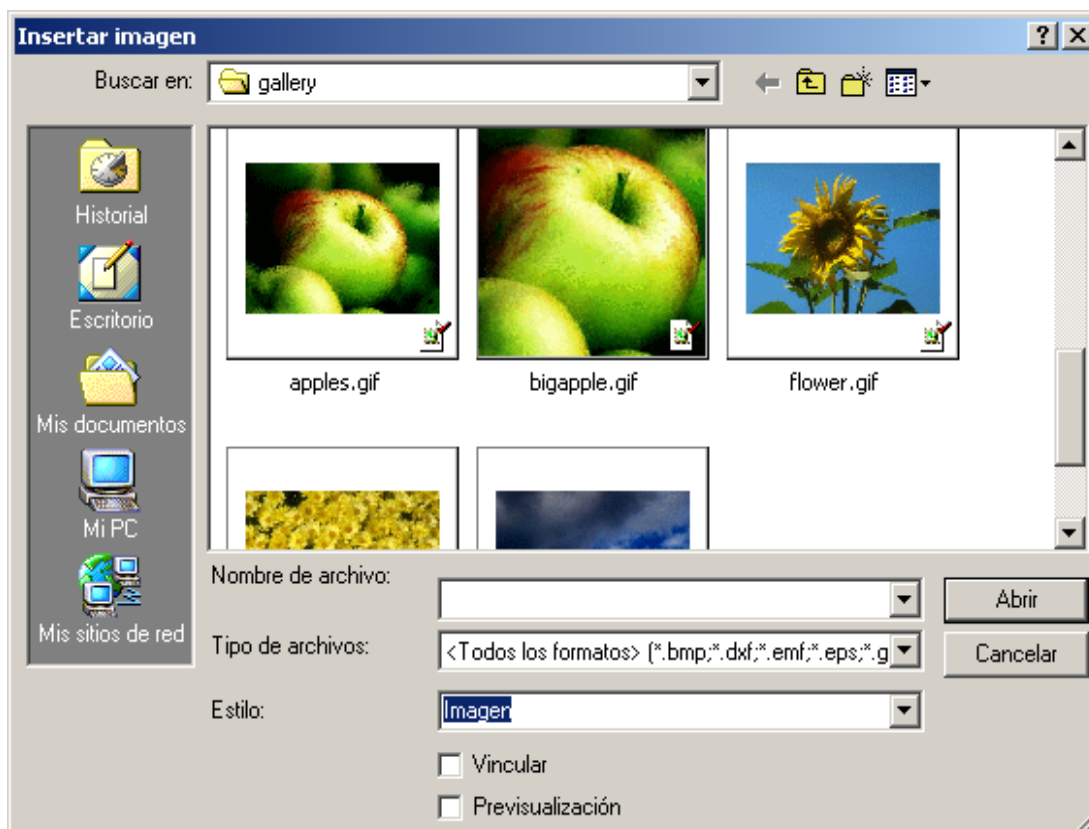 Insertar imagen
Buscar en:
gallery
Historial
Escritorio
Mis documentos
Mi PC
Mis sitios de red
apples.gif
bigapple.gif
flower.gif
Nombre de archivo:
Abrir
Tipo de archivos:
<Todos los formatos> (*.bmp;*.dxf;*.emf;*.eps;*.g
Cancelar
Estilo:
Imagen
Vincular
Previsualización